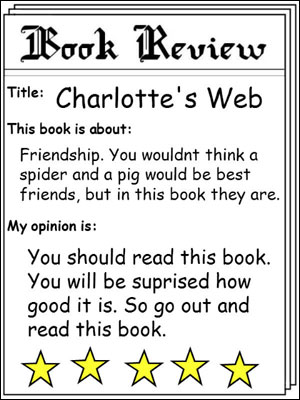 Book Review
Title: Charlotte's Web
This book is about:
Friendship. You wouldnt think a
spider and a pig would be best
friends, but in this book they are.
My opinion is:
You should read this book.
You will be suprised how
good it is. So go out and
read this book.